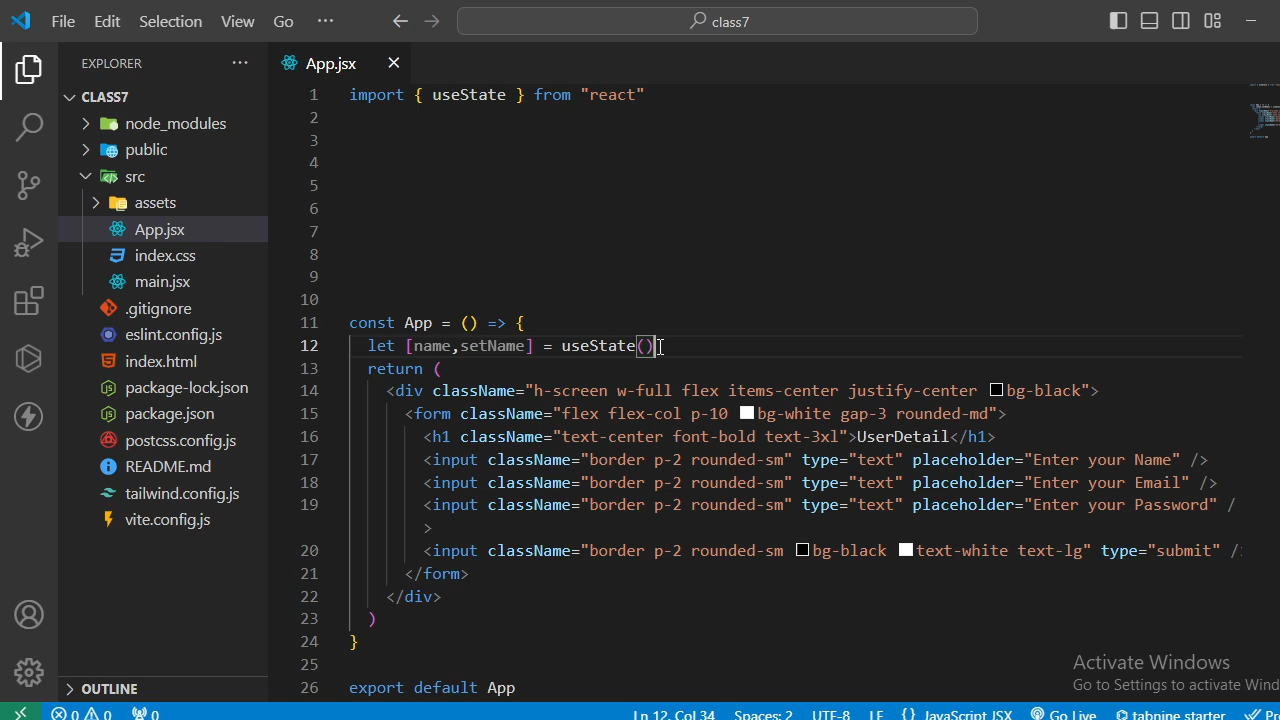 File Edit Selection View Go ··· class7
EXPLORER ···
CLASS7
node_modules
public
src
assets
App.jsx
index.css
main.jsx
.gitignore
eslint.config.js
index.html
package-lock.json
package.json
postcss.config.js
README.md
tailwind.config.js
vite.config.js
OUTLINE
App.jsx
1 import { useState } from "react"
2
3
4
5
6
7
8
9
10
11 const App = () => {
12 let [name,setName] = useState()
13 return (
14 <div className="h-screen w-full flex items-center justify-center bg-black">
15 <form className="flex flex-col p-10 bg-white gap-3 rounded-md">
16 <h1 className="text-center font-bold text-3xl">UserDetail</h1>
17 <input className="border p-2 rounded-sm" type="text" placeholder="Enter your Name" />
18 <input className="border p-2 rounded-sm" type="text" placeholder="Enter your Email" />
19 <input className="border p-2 rounded-sm" type="text" placeholder="Enter your Password" /
>
20 <input className="border p-2 rounded-sm bg-black text-white text-lg" type="submit" /
21 </form>
22 </div>
23 )
24 }
25
26 export default App
Activate Windows
Go to Settings to activate Wind
0 0 0 Ln 12, Col 34 Spaces: 2 UTF-8 LF {} JavaScript JSX Go Live tabnine starter